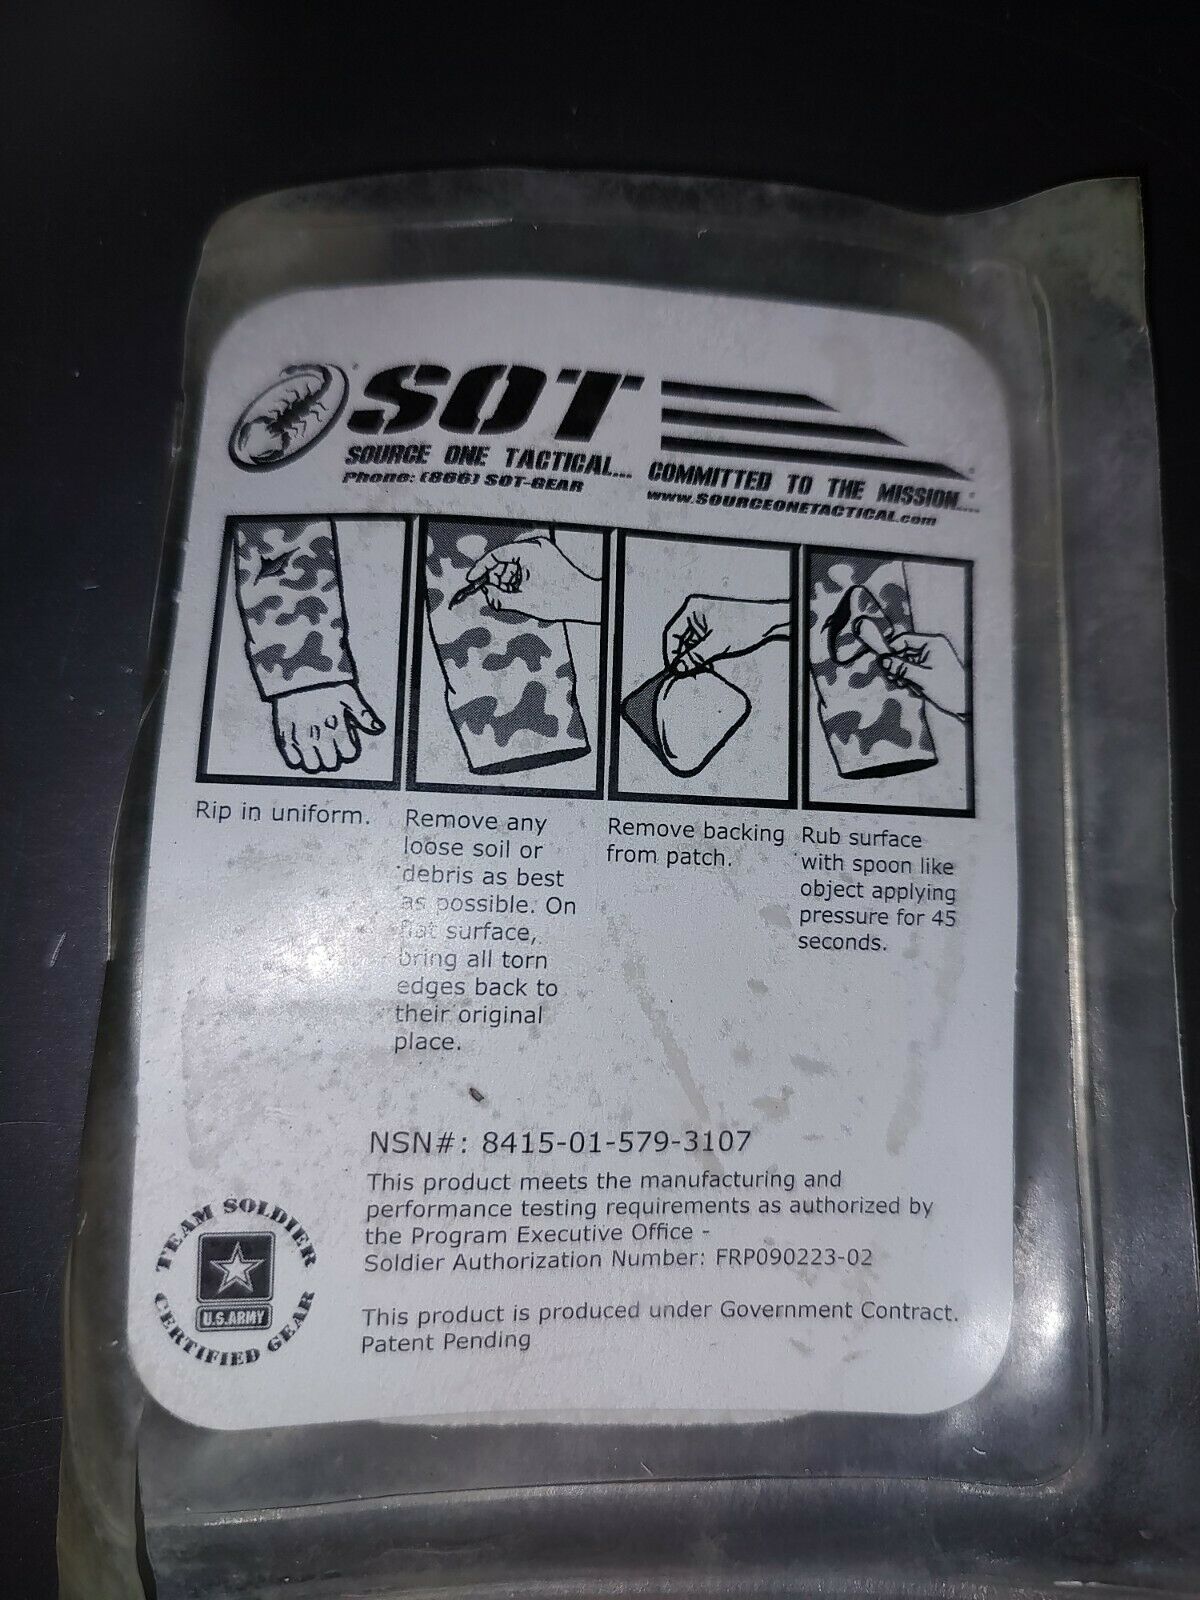 SOT
SOURCE ONE TACTICAL... COMMITTED TO THE MISSION....
Phone: (866) SOT-GEAR www.SOURCEONETACTICAL.com
Rip in uniform.
Remove any
loose soil or
debris as best
as possible. On
flat surface,
bring all torn
edges back to
their original
place.
Remove backing
from patch.
Rub surface
with spoon like
object applying
pressure for 45
seconds.
NSN#: 8415-01-579-3107
This product meets the manufacturing and
performance testing requirements as authorized by
the Program Executive Office -
Soldier Authorization Number: FRP090223-02
This product is produced under Government Contract.
Patent Pending
TEAM SOLDIER
U.S.ARMY
CERTIFIED GEAR